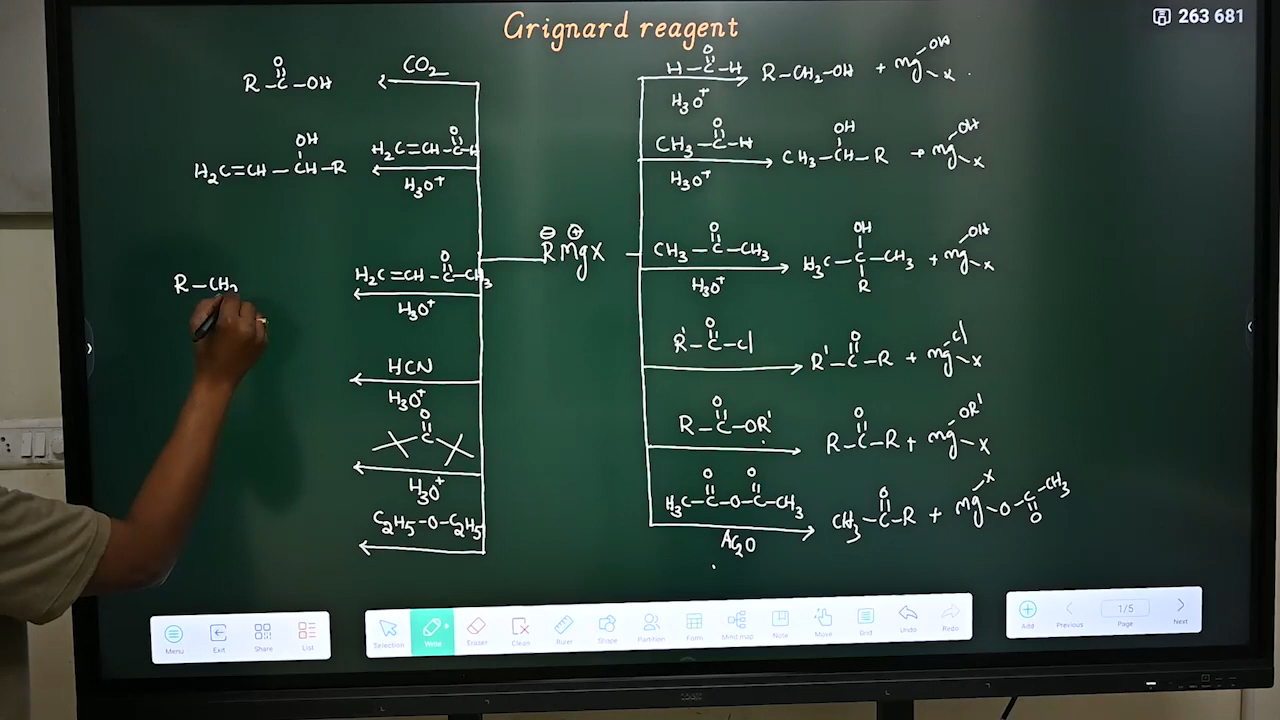 Grignard reagent
263 681
O
R-C-OH
CO2
OH
H2C=CH-CH-R
O
H2C=CH-C-H
H3O+
R-CH2
O
H2C=CH-C-CH3
H3O+
HCN
H3O+
O
C
H3O+
C2H5-O-C2H5
⊖ ⊕
RMgX
O
H-C-H
H3O+
R-CH2-OH + mg OH X
O
CH3-C-H
H3O+
OH
CH3-CH-R + mg OH X
O
CH3-C-CH3
H3O+
OH
H3C-C-CH3 + mg OH X
R
O
R'-C-Cl
O
R'-C-R + mg Cl X
O
R-C-OR'
O
R-C-R + mg OR' X
O O
H3C-C-O-C-CH3
O
CH3-C-R + mg X O-C-CH3
O
Menu
Exit
Share
List
Selection
Write
Eraser
Clean
Rizer
Shape
Partition
Form
Mind map
Note
Move
Grid
Undo
Redo
Add
Previous
1/5
Page
Next